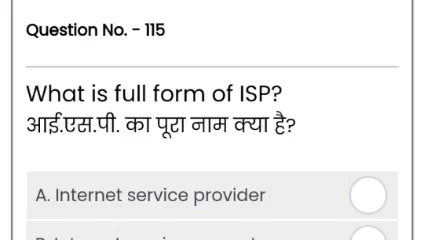 Question No. - 115
What is full form of ISP?
आई.एस.पी. का पूरा नाम क्या है?
A. Internet service provider